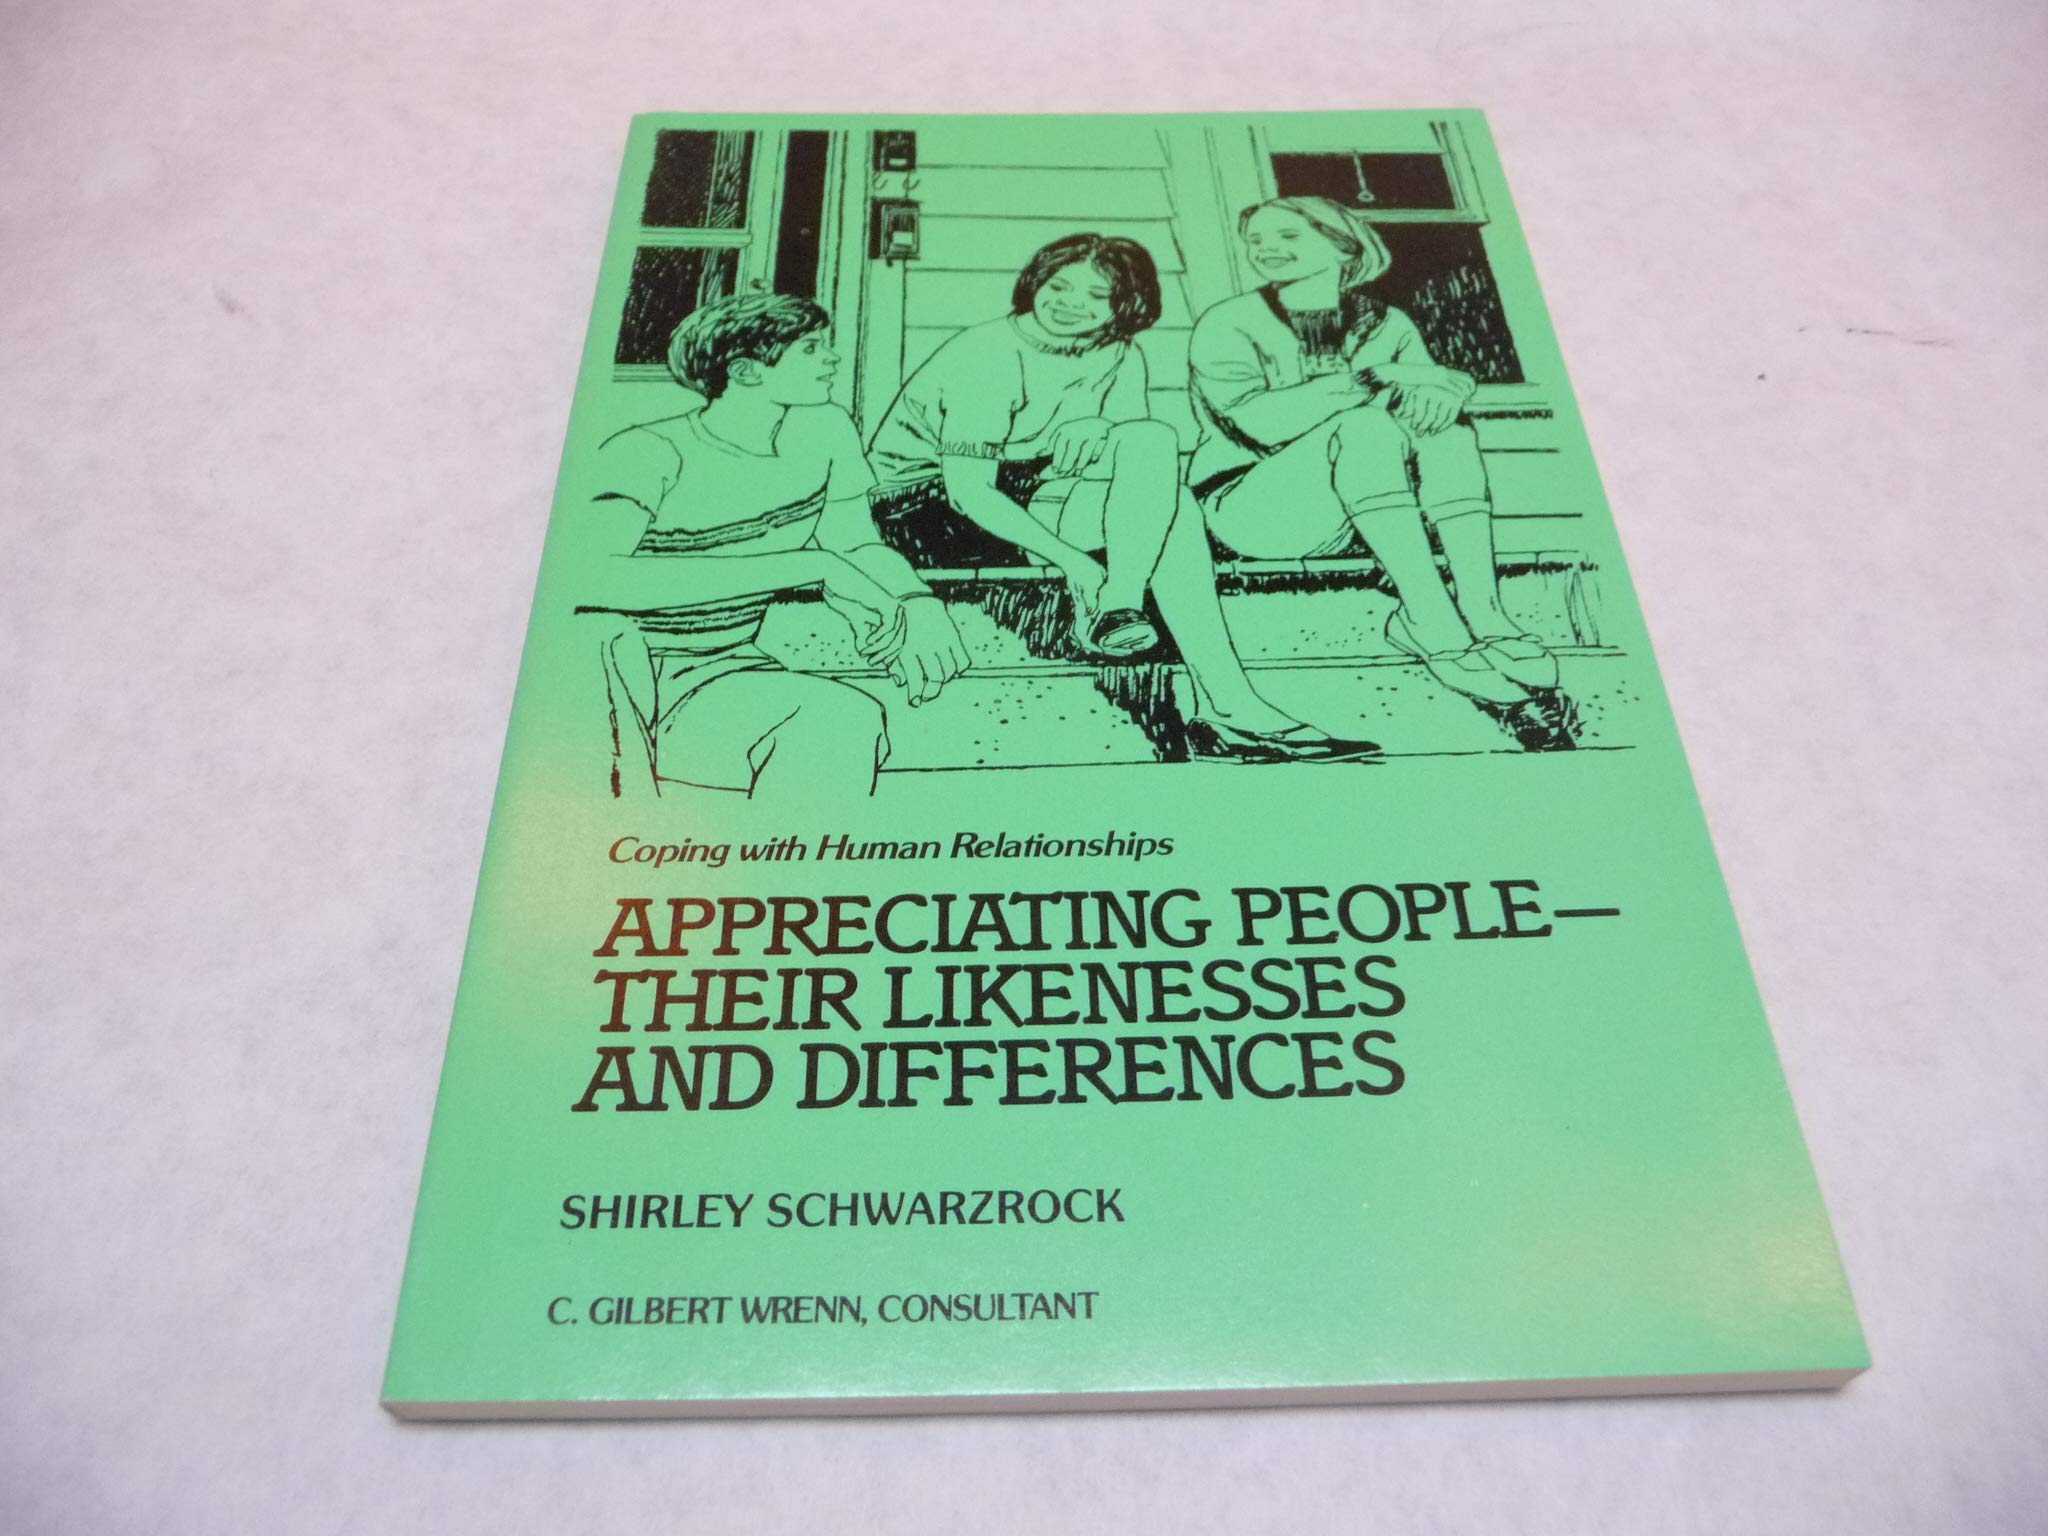 Coping with Human Relationships
APPRECIATING PEOPLE—
THEIR LIKENESSES
AND DIFFERENCES
SHIRLEY SCHWARZROCK
C. GILBERT WRENN, CONSULTANT